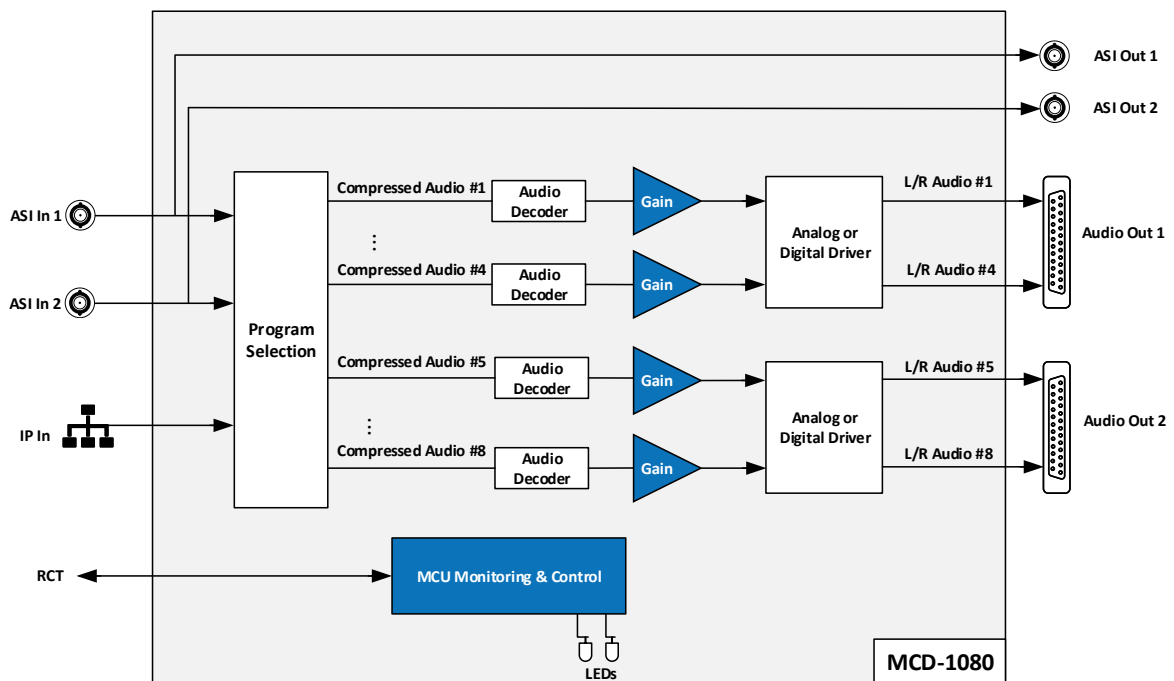 ASI Out 1
ASI Out 2
ASI In 1
ASI In 2
IP In
RCT
Program
Selection
Compressed Audio #1
⋮
Compressed Audio #4
Compressed Audio #5
⋮
Compressed Audio #8
Audio
Decoder
Audio
Decoder
Audio
Decoder
Audio
Decoder
Gain
Gain
Gain
Gain
Analog or
Digital Driver
Analog or
Digital Driver
L/R Audio #1
L/R Audio #4
L/R Audio #5
L/R Audio #8
Audio Out 1
Audio Out 2
MCU Monitoring & Control
LEDs
MCD-1080